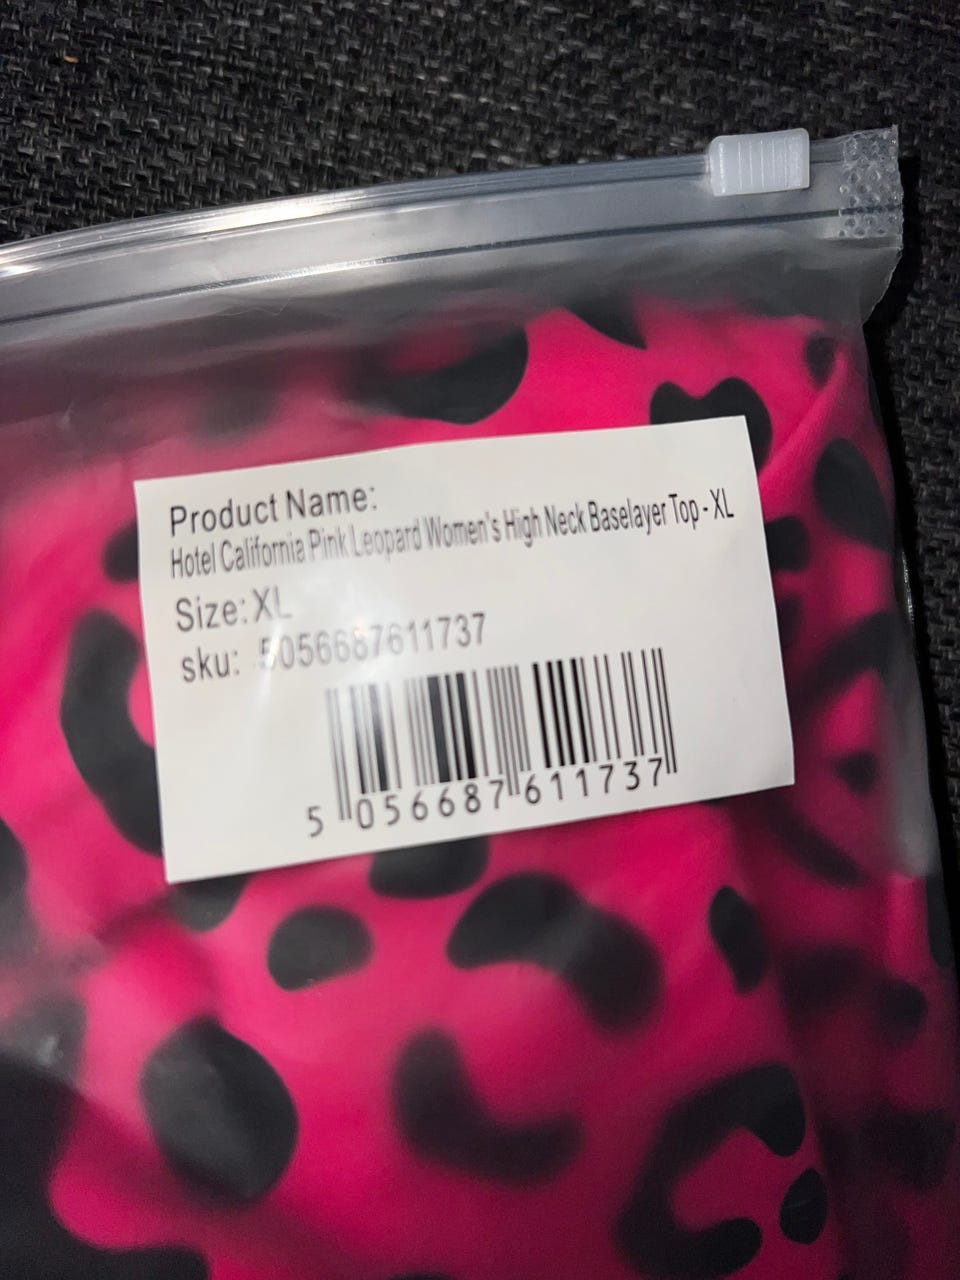 Product Name:
Hotel California Pink Leopard Women's High Neck Baselayer Top - XL
Size: XL
sku: 5056687611737
5 056687 611737